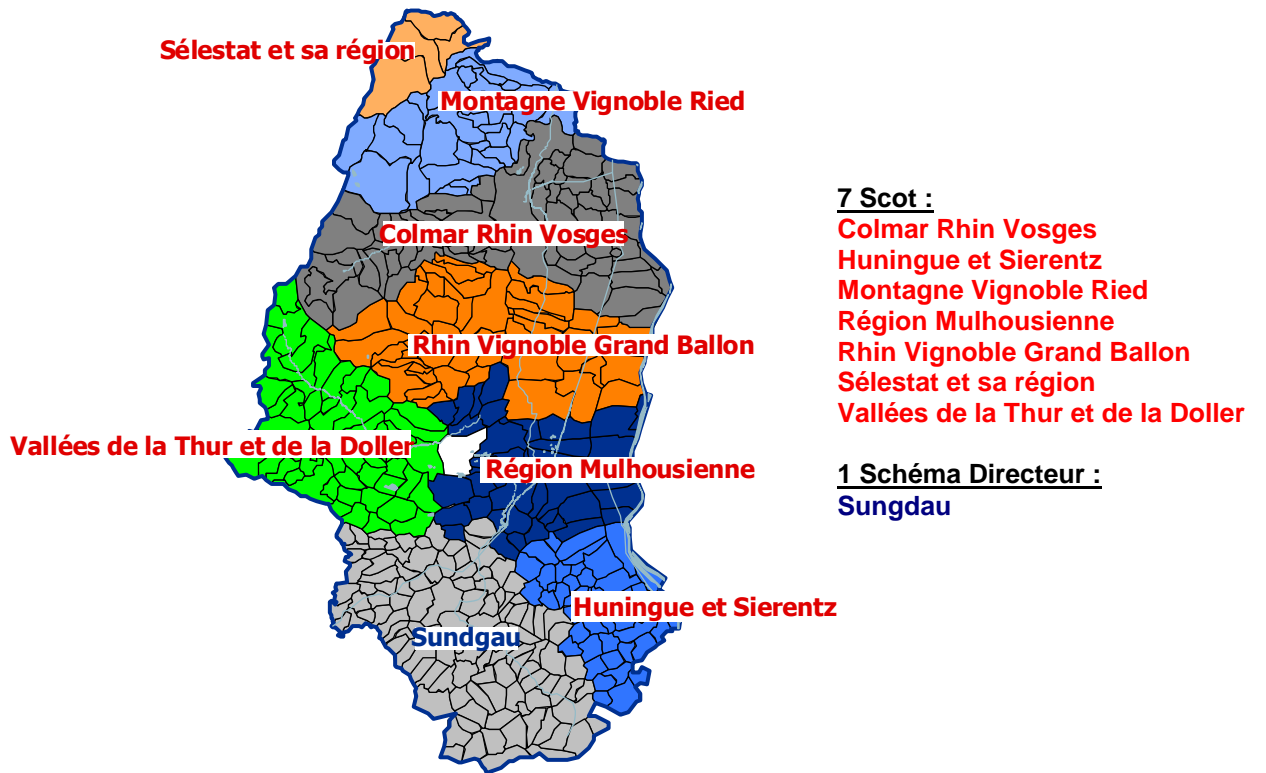 Sélestat et sa région
Montagne Vignoble Ried
Colmar Rhin Vosges
Rhin Vignoble Grand Ballon
Vallées de la Thur et de la Doller
Région Mulhousienne
Huningue et Sierentz
Sundgau
7 Scot :
Colmar Rhin Vosges
Huningue et Sierentz
Montagne Vignoble Ried
Région Mulhousienne
Rhin Vignoble Grand Ballon
Sélestat et sa région
Vallées de la Thur et de la Doller
1 Schéma Directeur :
Sungdau